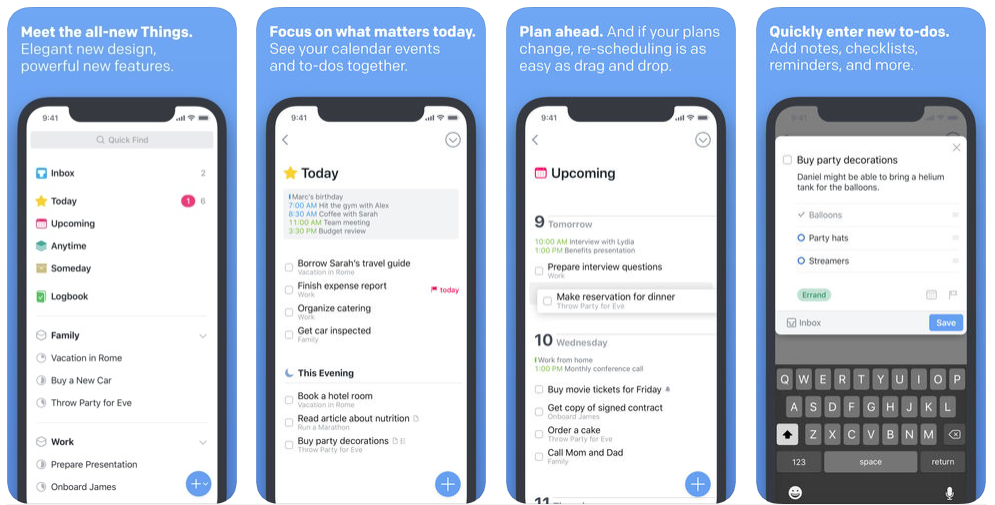 Meet the all-new Things.
Elegant new design,
powerful new features.
9:41
Quick Find
Inbox 2
Today 1 6
Upcoming
Anytime
Someday
Logbook
Family
Vacation in Rome
Buy a New Car
Throw Party for Eve
Work
Prepare Presentation
Onboard James
Focus on what matters today.
See your calendar events
and to-dos together.
9:41
Today
Marc's birthday
7:00 AM Hit the gym with Alex
8:30 AM Coffee with Sarah
11:00 AM Team meeting
3:30 PM Budget review
Borrow Sarah's travel guide
Vacation in Rome
Finish expense report
Work
today
Organize catering
Work
Get car inspected
Family
This Evening
Book a hotel room
Vacation in Rome
Read article about nutrition
Run a Marathon
Buy party decorations
Throw Party for Eve
Plan ahead. And if your plans
change, re-scheduling is as
easy as drag and drop.
9:41
Upcoming
9 Tomorrow
10:00 AM Interview with Lydia
1:00 PM Benefits presentation
Prepare interview questions
Work
Make reservation for dinner
Throw Party for Eve
10 Wednesday
Work from home
1:00 PM Monthly conference call
Buy movie tickets for Friday
Get copy of signed contract
Onboard James
Order a cake
Throw Party for Eve
Call Mom and Dad
Family
11
Quickly enter new to-dos.
Add notes, checklists,
reminders, and more.
9:41
Buy party decorations
Daniel might be able to bring a helium
tank for the balloons.
Balloons
Party hats
Streamers
Errand
Inbox Save
Q W E R T Y U I O P
A S D F G H J K L
Z X C V B N M
123 space return